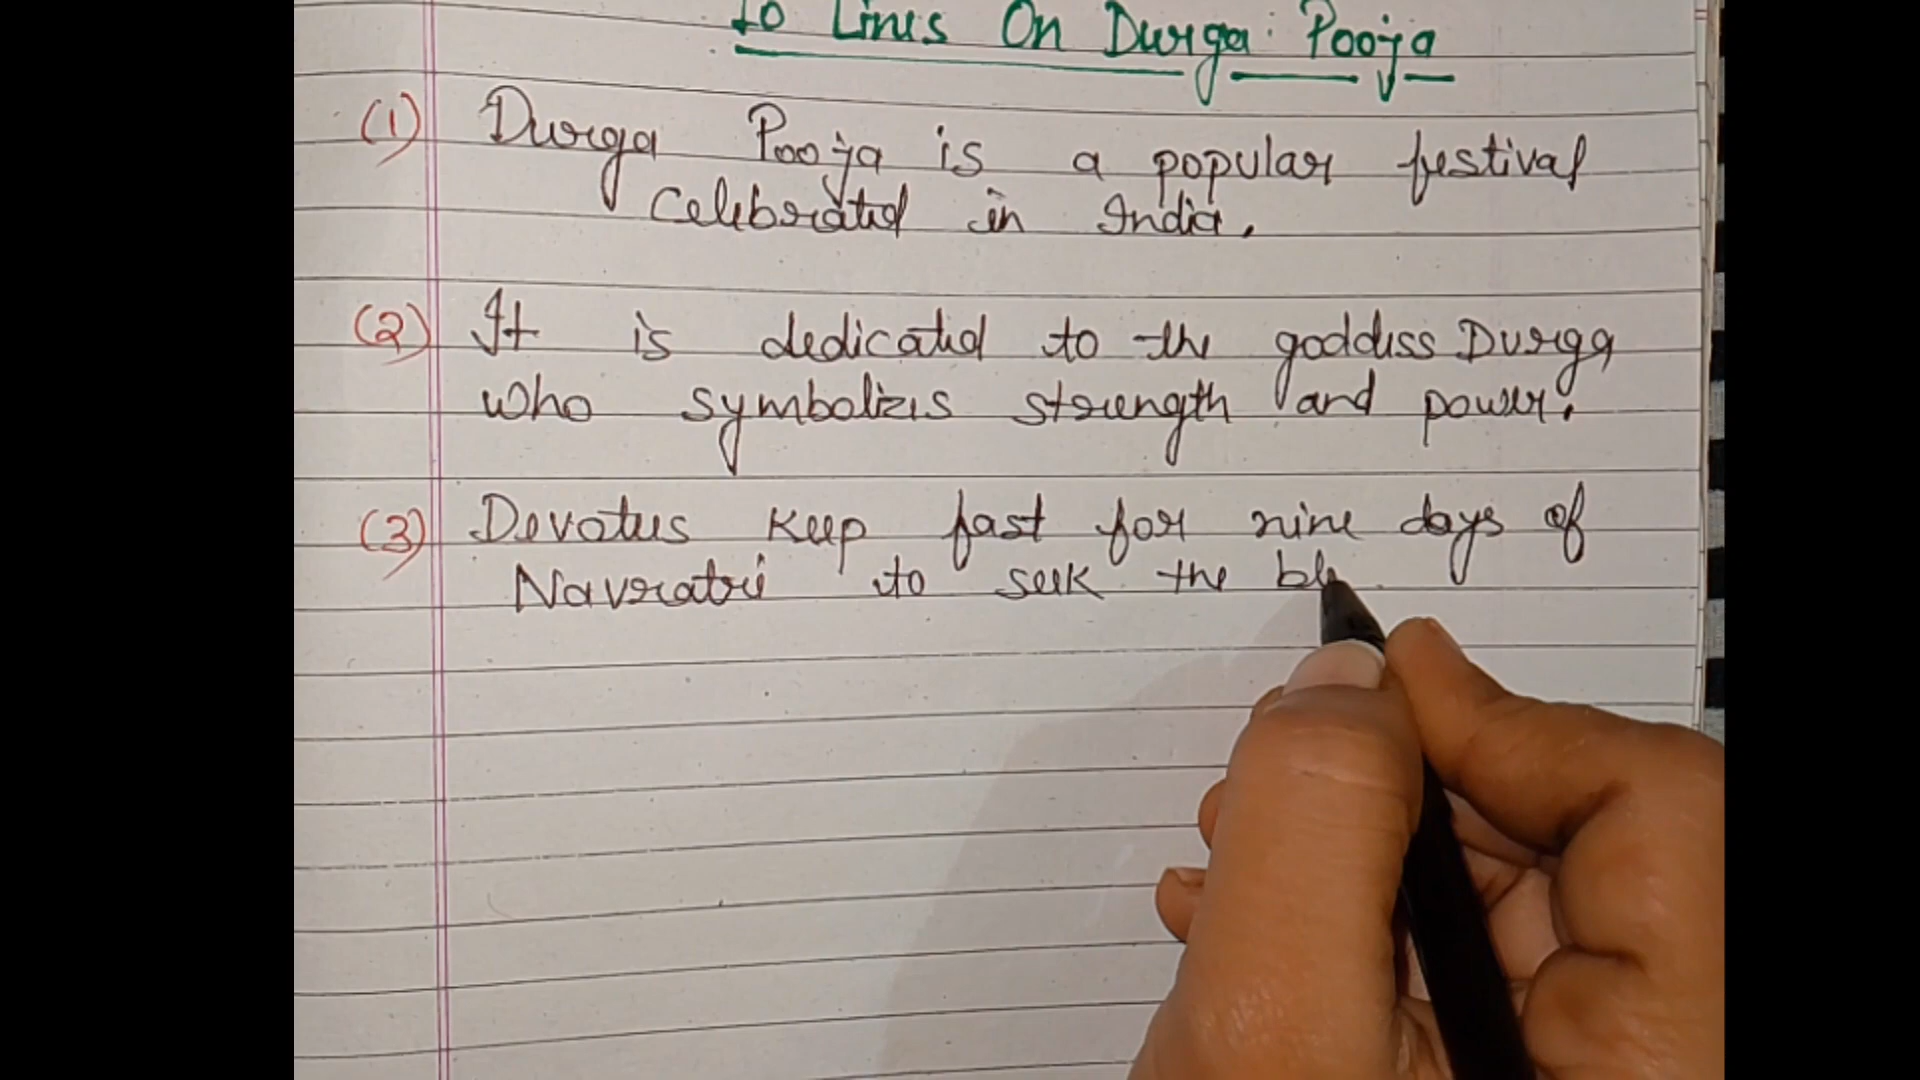 10 Lines On Durga Pooja
(1) Durga Pooja is a popular festival
celebrated in India.
(2) It is dedicated to the goddess Durga
who symbolizes strength and power.
(3) Devotees keep fast for nine days of
Navratri to seek the